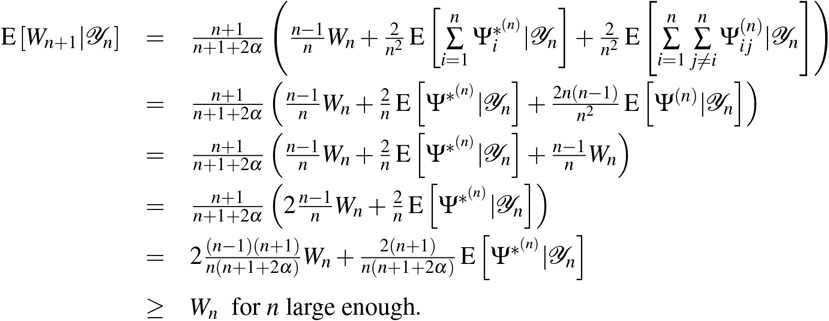 E[W_{n+1}|𝒴_n] = \frac{n+1}{n+1+2α} ( \frac{n-1}{n} W_n + \frac{2}{n^2} E[ \sum_{i=1}^{n} Ψ_i^{*(n)} |𝒴_n ] + \frac{2}{n^2} E[ \sum_{i=1}^{n} \sum_{j≠i}^{n} Ψ_{ij}^{(n)} |𝒴_n ] )
= \frac{n+1}{n+1+2α} ( \frac{n-1}{n} W_n + \frac{2}{n} E[ Ψ^{*(n)} |𝒴_n ] + \frac{2n(n-1)}{n^2} E[ Ψ^{(n)} |𝒴_n ] )
= \frac{n+1}{n+1+2α} ( \frac{n-1}{n} W_n + \frac{2}{n} E[ Ψ^{*(n)} |𝒴_n ] + \frac{n-1}{n} W_n )
= \frac{n+1}{n+1+2α} ( 2\frac{n-1}{n} W_n + \frac{2}{n} E[ Ψ^{*(n)} |𝒴_n ] )
= 2\frac{(n-1)(n+1)}{n(n+1+2α)} W_n + \frac{2(n+1)}{n(n+1+2α)} E[ Ψ^{*(n)} |𝒴_n ]
≥ W_n for n large enough.